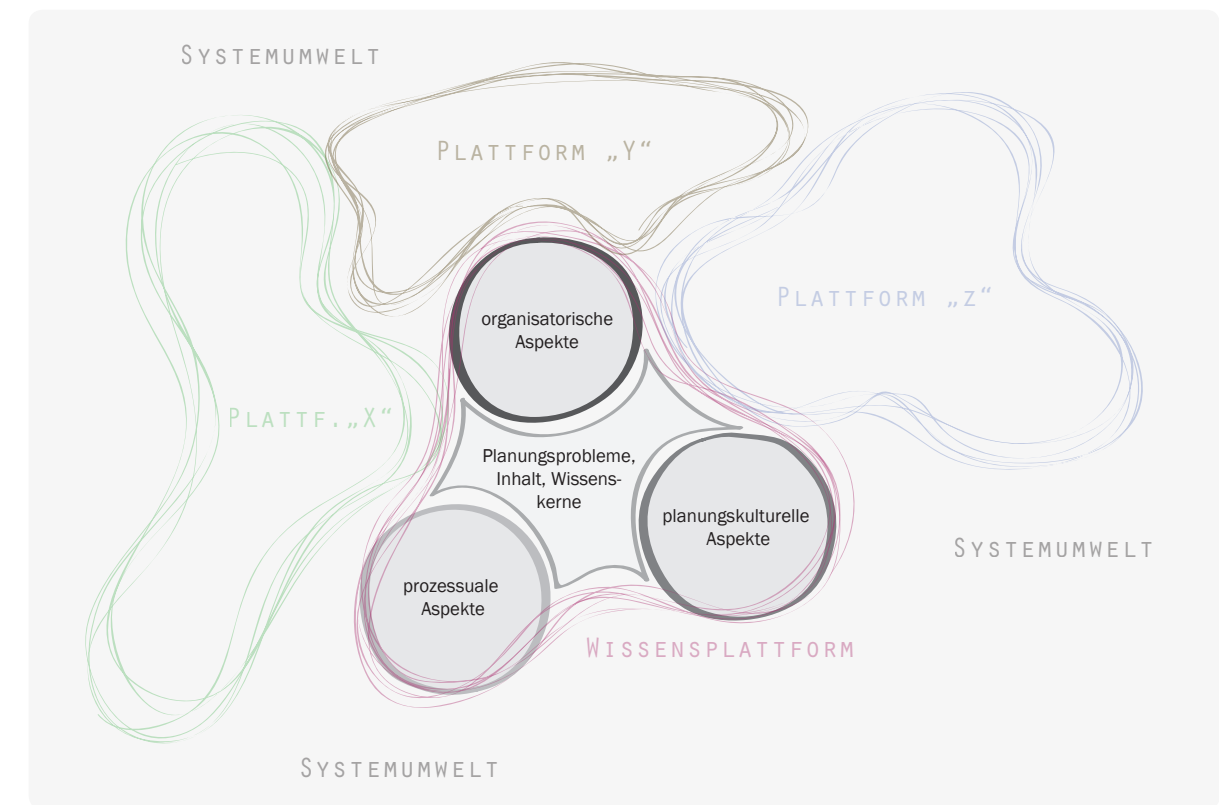 SYSTEMUMWELT
PLATTFORM „Y“
PLATTFORM „Z“
organisatorische
Aspekte
PLATTF.„X“
Planungsprobleme,
Inhalt, Wissens-
kerne
planungskulturelle
Aspekte
SYSTEMUMWELT
prozessuale
Aspekte
WISSENSPLATTFORM
SYSTEMUMWELT